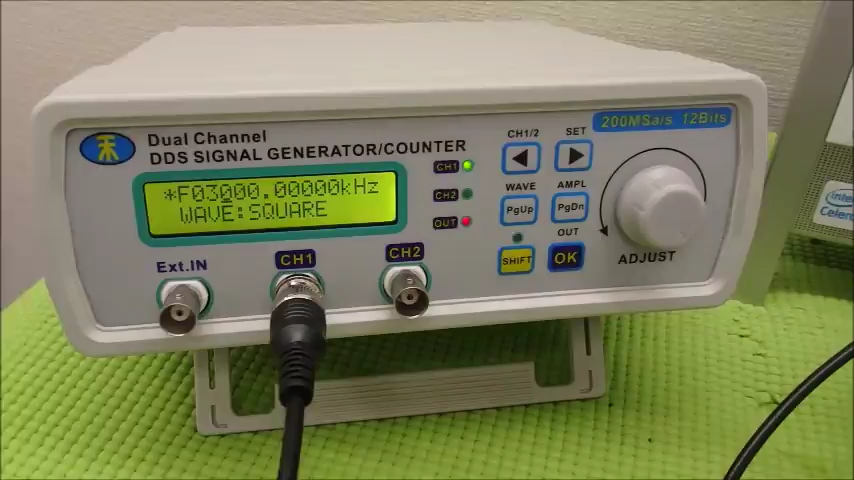 Dual Channel
DDS SIGNAL GENERATOR/COUNTER
200MSa/s 12Bits
*F03000.00000kHz
WAVE:SQUARE
CH1
CH2
OUT
CH1/2
SET
WAVE
AMPL
PgUp
PgDn
OUT
SHIFT
OK
ADJUST
Ext.IN
CH1
CH2
Celeron